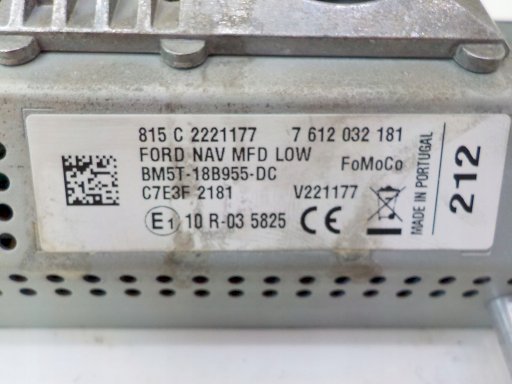 815 C 2221177 7 612 032 181
FORD NAV MFD LOW FoMoCo
BM5T-18B955-DC
C7E3F 2181 V221177
E1 10 R-03 5825 CE
MADE IN PORTUGAL
212